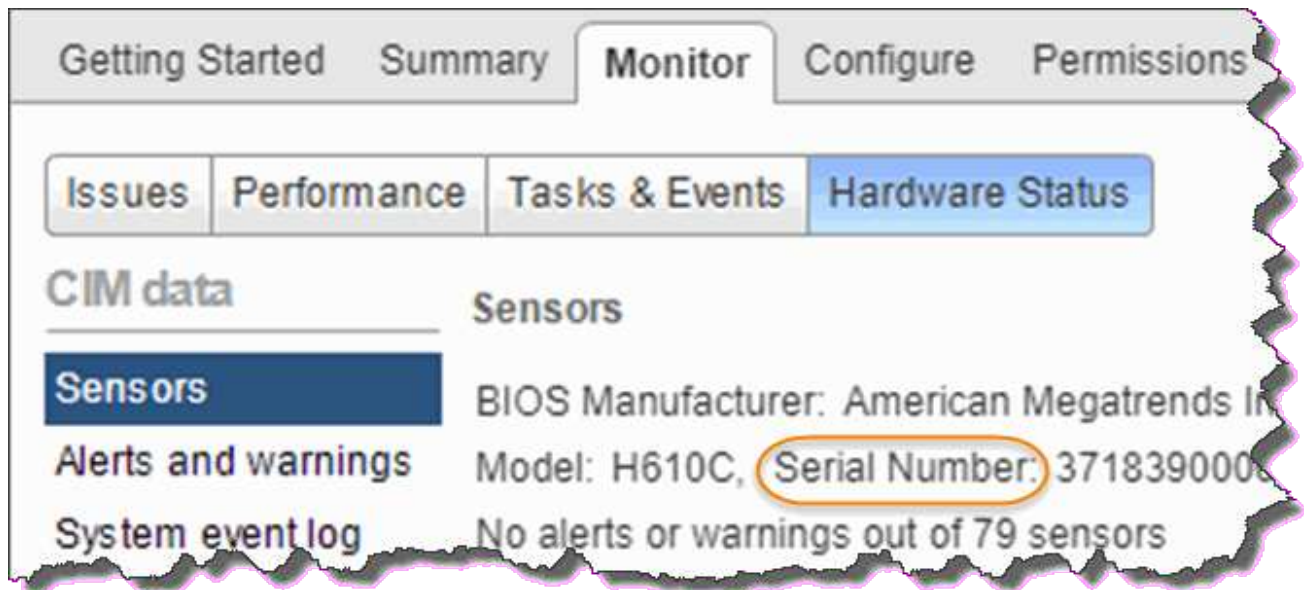 Getting Started Summary Monitor Configure Permissions
Issues Performance Tasks & Events Hardware Status
CIM data
Sensors
Sensors
BIOS Manufacturer: American Megatrends
Alerts and warnings
Model: H610C, Serial Number: 371839000
System event log
No alerts or warnings out of 79 sensors